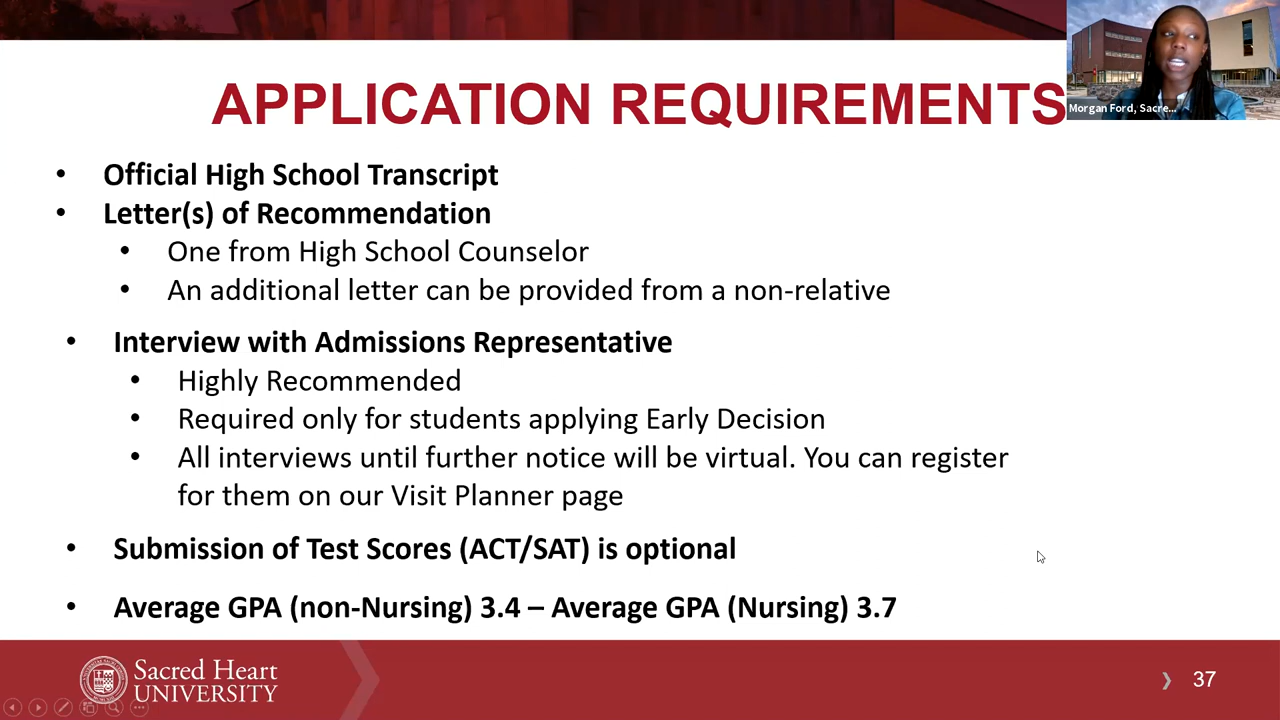 APPLICATION REQUIREMENTS
Morgan Ford, Sacre...
• Official High School Transcript
• Letter(s) of Recommendation
• One from High School Counselor
• An additional letter can be provided from a non-relative
• Interview with Admissions Representative
• Highly Recommended
• Required only for students applying Early Decision
• All interviews until further notice will be virtual. You can register
for them on our Visit Planner page
• Submission of Test Scores (ACT/SAT) is optional
• Average GPA (non-Nursing) 3.4 – Average GPA (Nursing) 3.7
Sacred Heart
UNIVERSITY
37